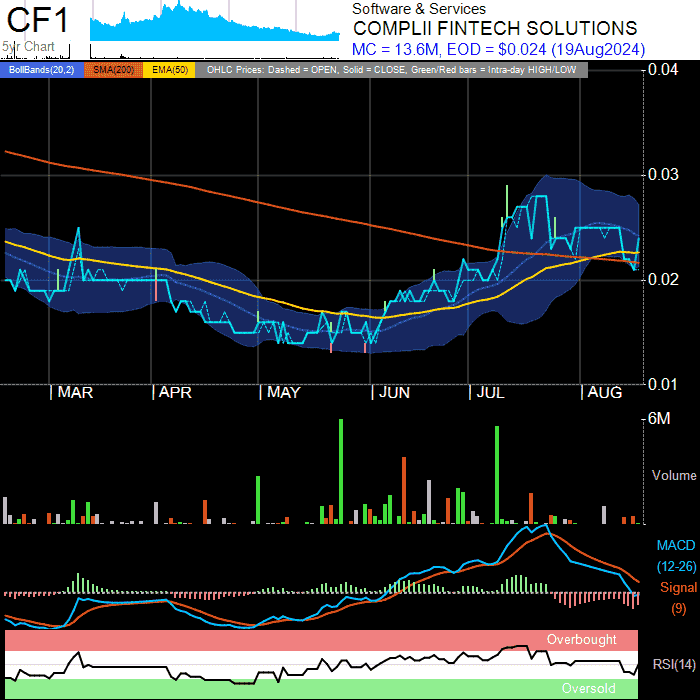 CF1
5yr Chart
Software & Services
COMPLII FINTECH SOLUTIONS
MC = 13.6M, EOD = $0.024 (19Aug2024)
BollBands(20,2) SMA(200) EMA(50) OHLC Prices: Dashed = OPEN, Solid = CLOSE, Green/Red bars = Intra-day HIGH/LOW
0.04
0.03
0.02
0.01
MAR APR MAY JUN JUL AUG
6M
Volume
MACD
(12-26)
Signal
(9)
Overbought
RSI(14)
Oversold